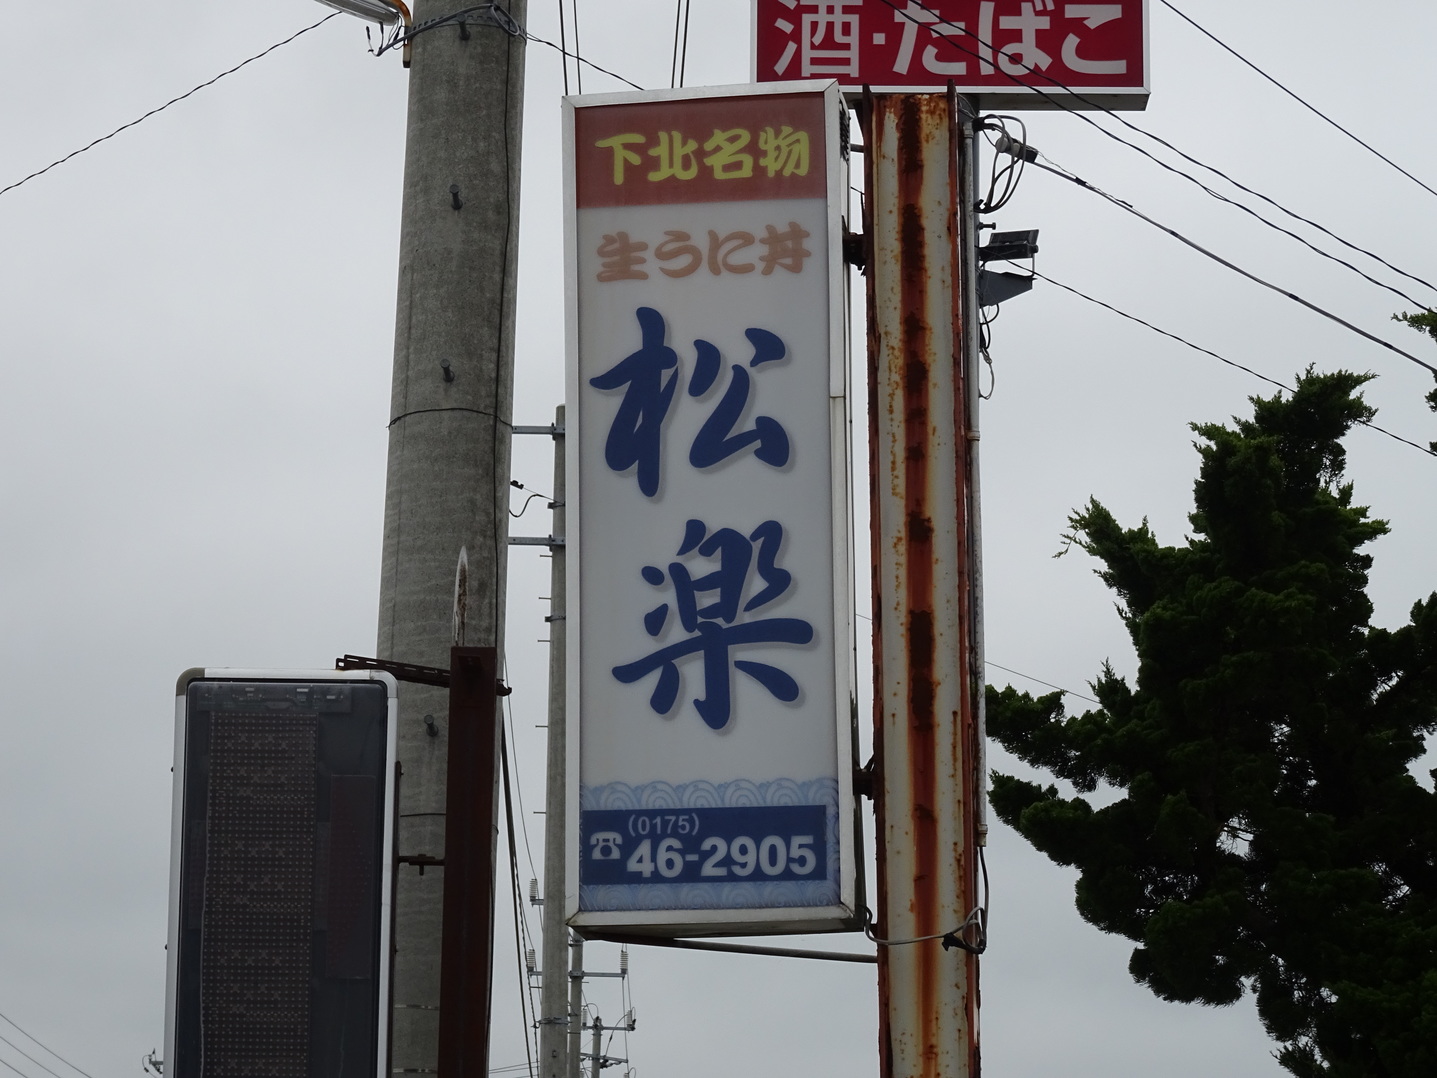 酒・たばこ
下北名物
生うに丼
松
楽
(0175)
☎46-2905